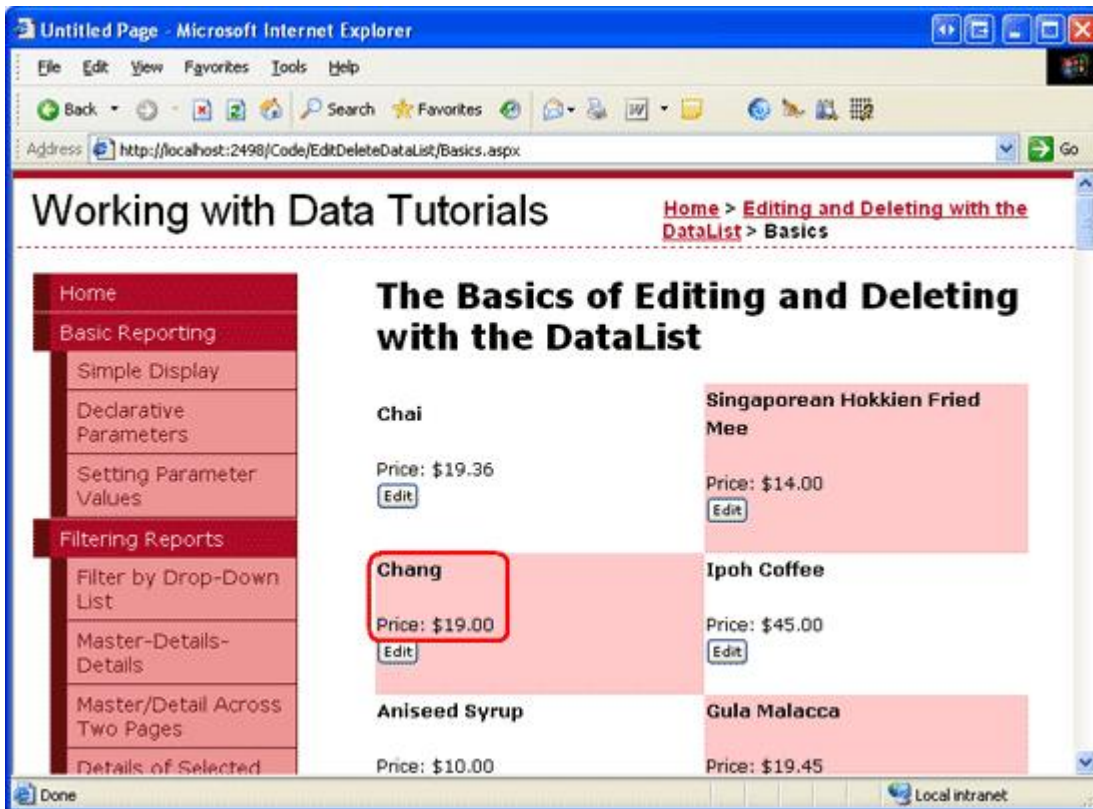 Untitled Page - Microsoft Internet Explorer
File Edit View Favorites Tools Help
Back Search Favorites
Address http://localhost:2498/Code/EditDeleteDataList/Basics.aspx Go
Working with Data Tutorials
Home > Editing and Deleting with the
DataList > Basics
Home
Basic Reporting
Simple Display
Declarative
Parameters
Setting Parameter
Values
Filtering Reports
Filter by Drop-Down
List
Master-Details-
Details
Master/Detail Across
Two Pages
Details of Selected
The Basics of Editing and Deleting
with the DataList
Chai
Price: $19.36
Edit
Singaporean Hokkien Fried
Mee
Price: $14.00
Edit
Chang
Price: $19.00
Edit
Ipoh Coffee
Price: $45.00
Edit
Aniseed Syrup
Price: $10.00
Gula Malacca
Price: $19.45
Done
Local intranet